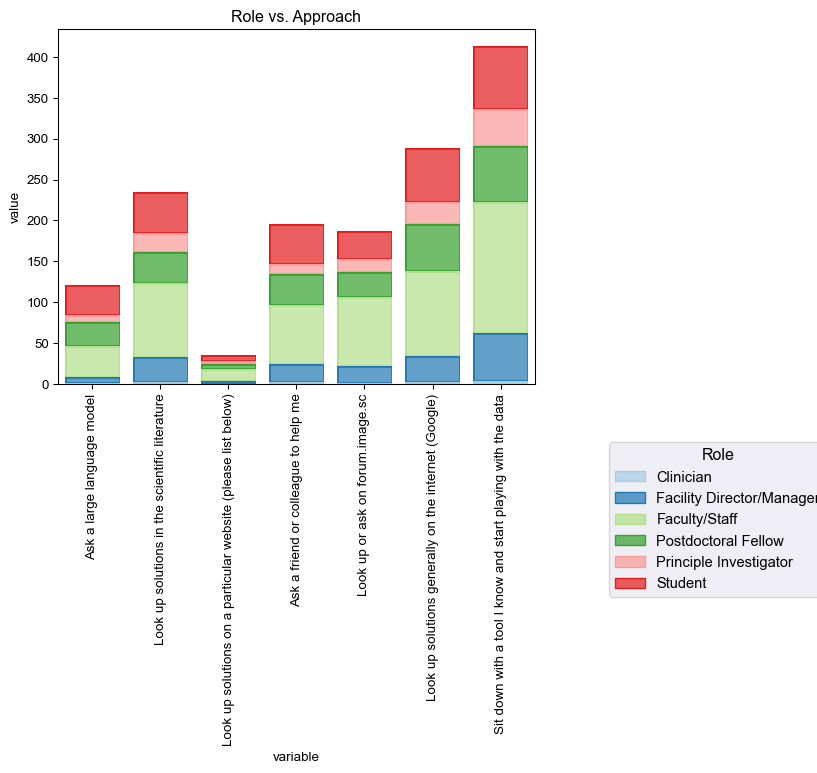 Role vs. Approach
value
400
350
300
250
200
150
100
50
0
Ask a large language model
Look up solutions in the scientific literature
Look up solutions on a particular website (please list below)
Ask a friend or colleague to help me
Look up or ask on forum.image.sc
Look up solutions generally on the internet (Google)
Sit down with a tool I know and start playing with the data
variable
Role
Clinician
Facility Director/Manager
Faculty/Staff
Postdoctoral Fellow
Principle Investigator
Student